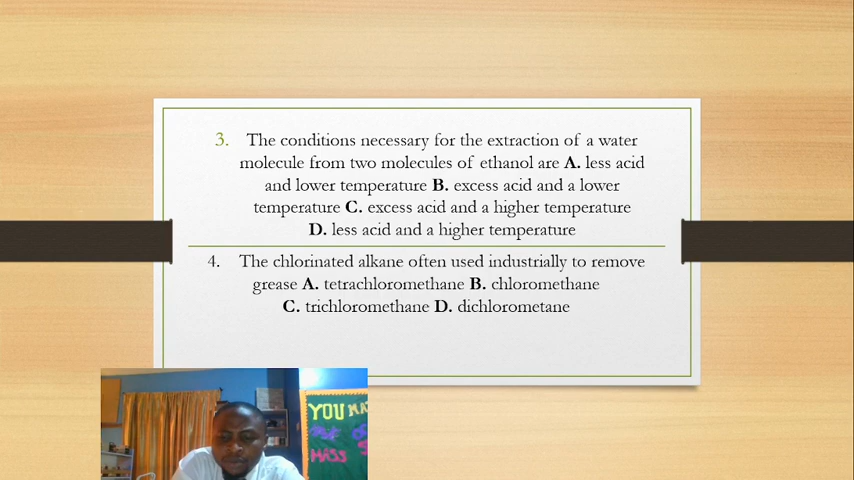 3. The conditions necessary for the extraction of a water
molecule from two molecules of ethanol are A. less acid
and lower temperature B. excess acid and a lower
temperature C. excess acid and a higher temperature
D. less acid and a higher temperature
4. The chlorinated alkane often used industrially to remove
grease A. tetrachloromethane B. chloromethane
C. trichloromethane D. dichlorometane
YOU